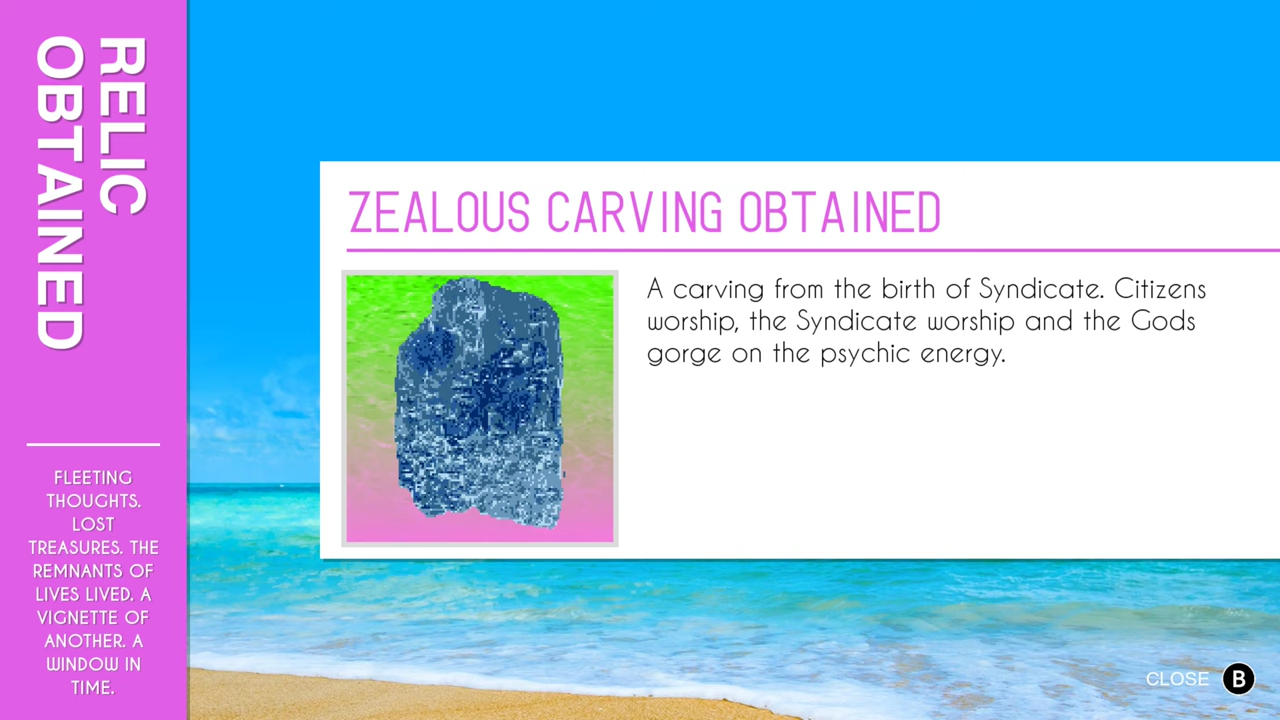 RELIC
OBTAINED
FLEETING
THOUGHTS.
LOST
TREASURES. THE
REMNANTS OF
LIVES LIVED. A
VIGNETTE OF
ANOTHER. A
WINDOW IN
TIME.
ZEALOUS CARVING OBTAINED
A carving from the birth of Syndicate. Citizens
worship, the Syndicate worship and the Gods
gorge on the psychic energy.
CLOSE B